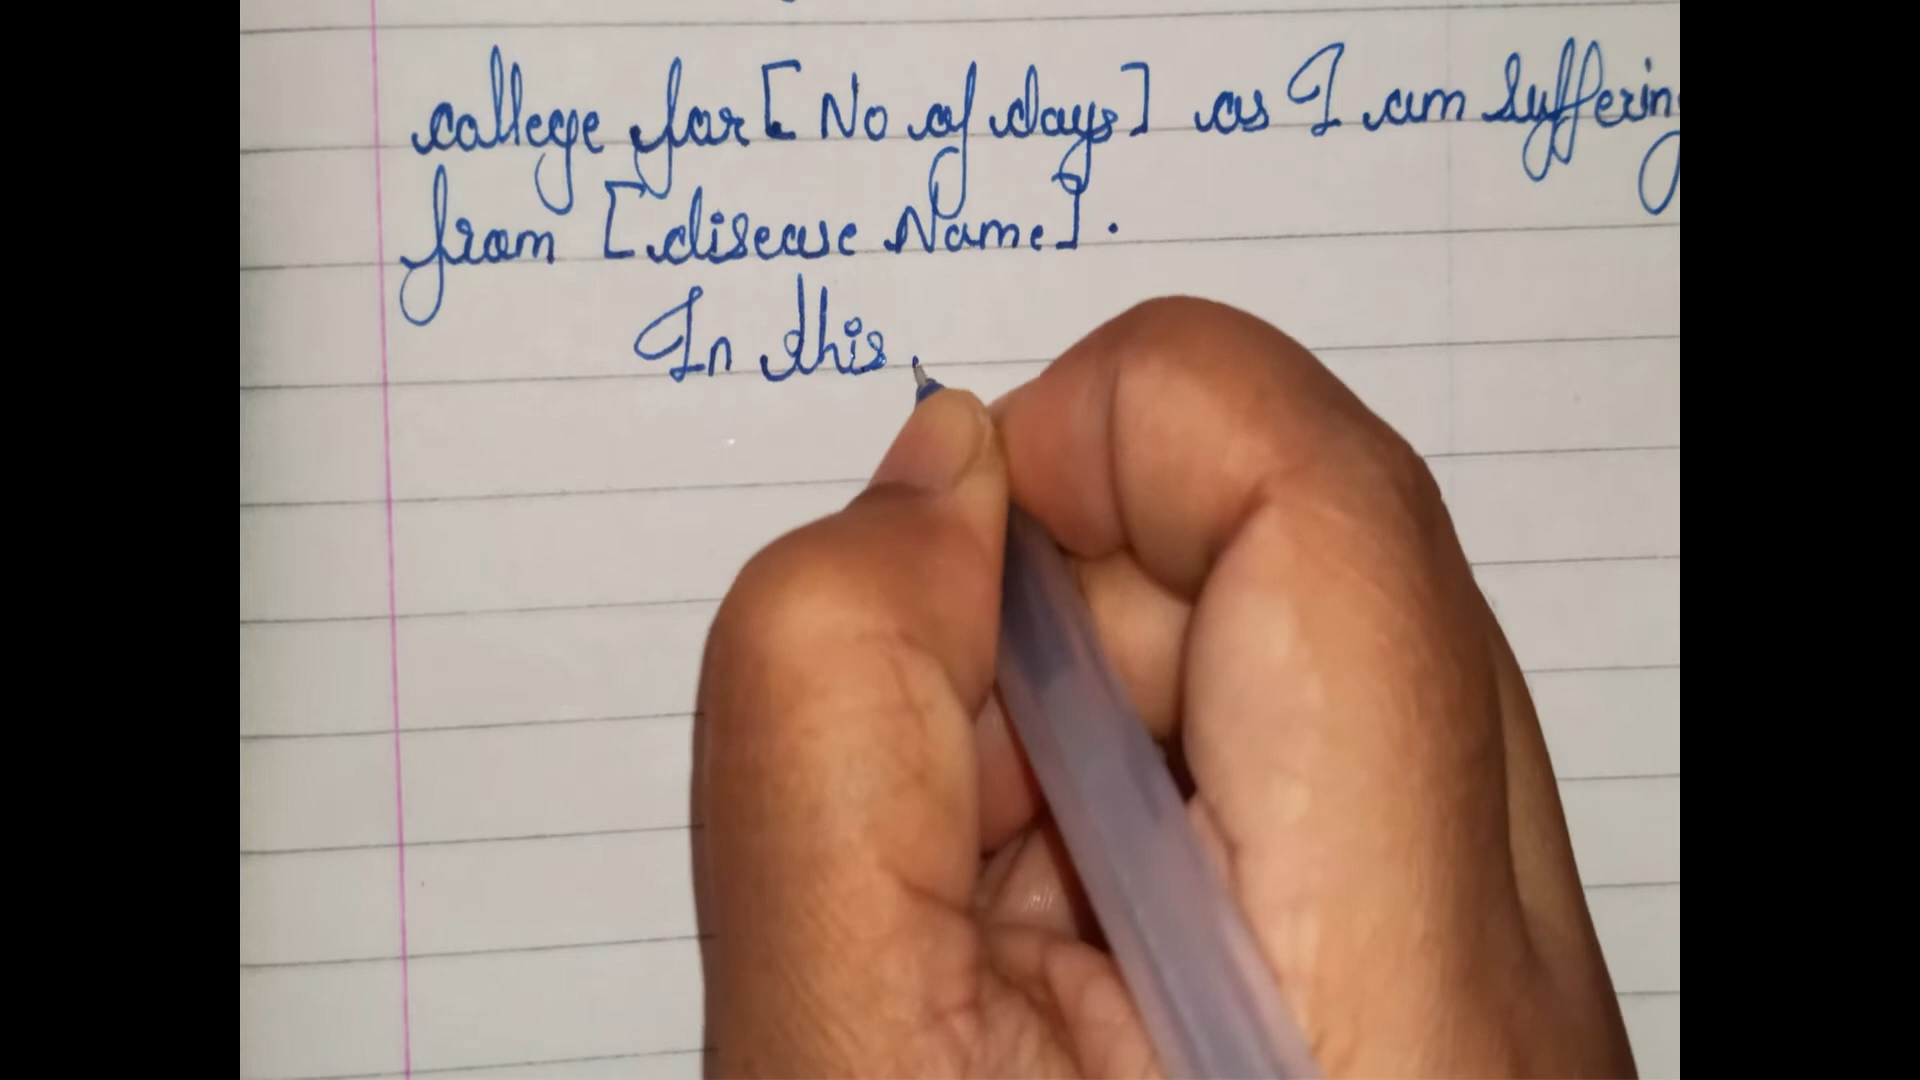 college for [ No of days] as I am suffering
from [disease Name].
In this